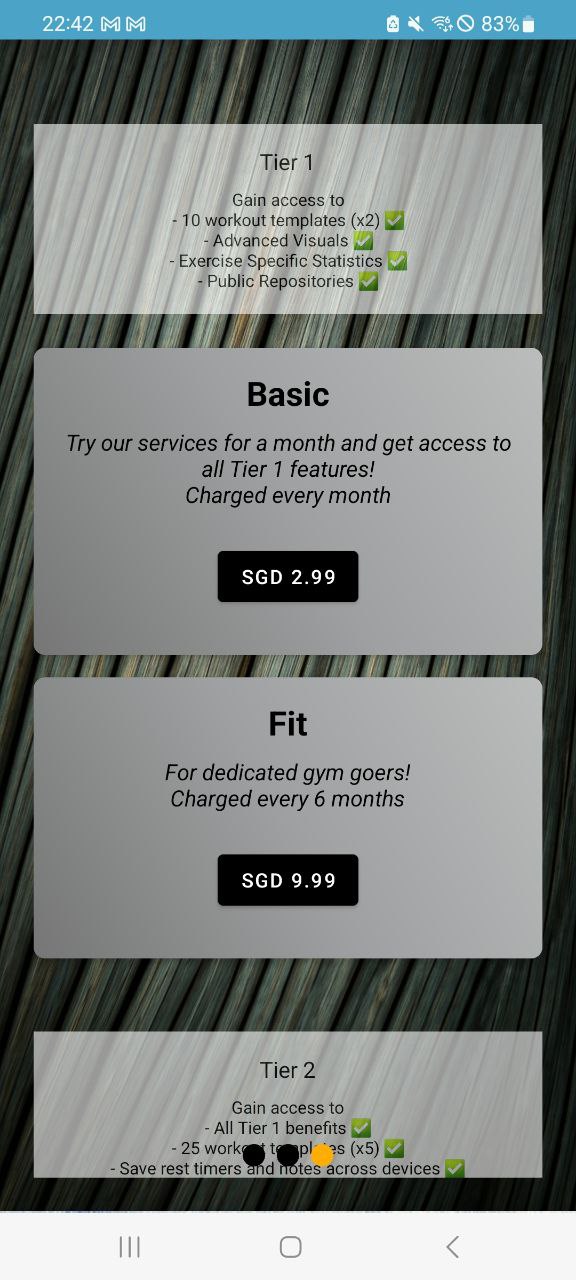 22:42 83%
Tier 1
Gain access to
- 10 workout templates (x2) ✅
- Advanced Visuals ✅
- Exercise Specific Statistics ✅
- Public Repositories ✅
Basic
Try our services for a month and get access to
all Tier 1 features!
Charged every month
SGD 2.99
Fit
For dedicated gym goers!
Charged every 6 months
SGD 9.99
Tier 2
Gain access to
- All Tier 1 benefits ✅
- 25 workout templates (x5) ✅
- Save rest timers and notes across devices ✅